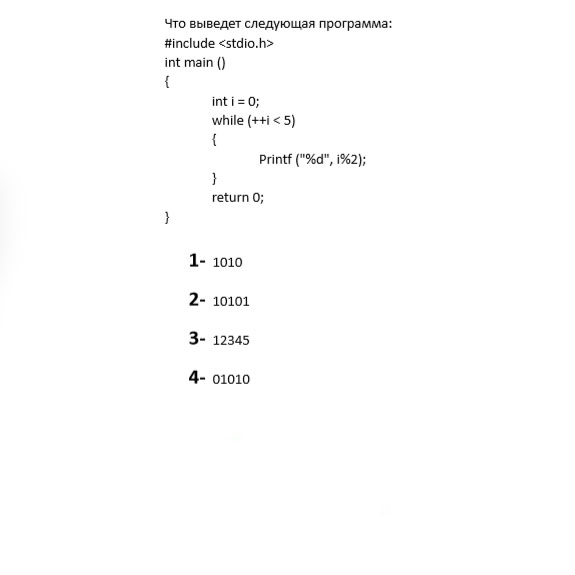 Что выведет следующая программа:
#include <stdio.h>
int main ()
{
int i = 0;
while (++i < 5)
{
Printf ("%d", i%2);
}
return 0;
}
1- 1010
2- 10101
3- 12345
4- 01010